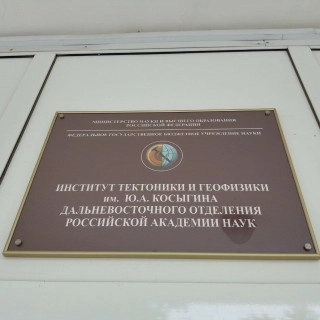 МИНИСТЕРСТВО НАУКИ И ВЫСШЕГО ОБРАЗОВАНИЯ
РОССИЙСКОЙ ФЕДЕРАЦИИ
ФЕДЕРАЛЬНОЕ ГОСУДАРСТВЕННОЕ БЮДЖЕТНОЕ УЧРЕЖДЕНИЕ НАУКИ
ИНСТИТУТ ТЕКТОНИКИ И ГЕОФИЗИКИ
им. Ю.А. КОСЫГИНА
ДАЛЬНЕВОСТОЧНОГО ОТДЕЛЕНИЯ
РОССИЙСКОЙ АКАДЕМИИ НАУК